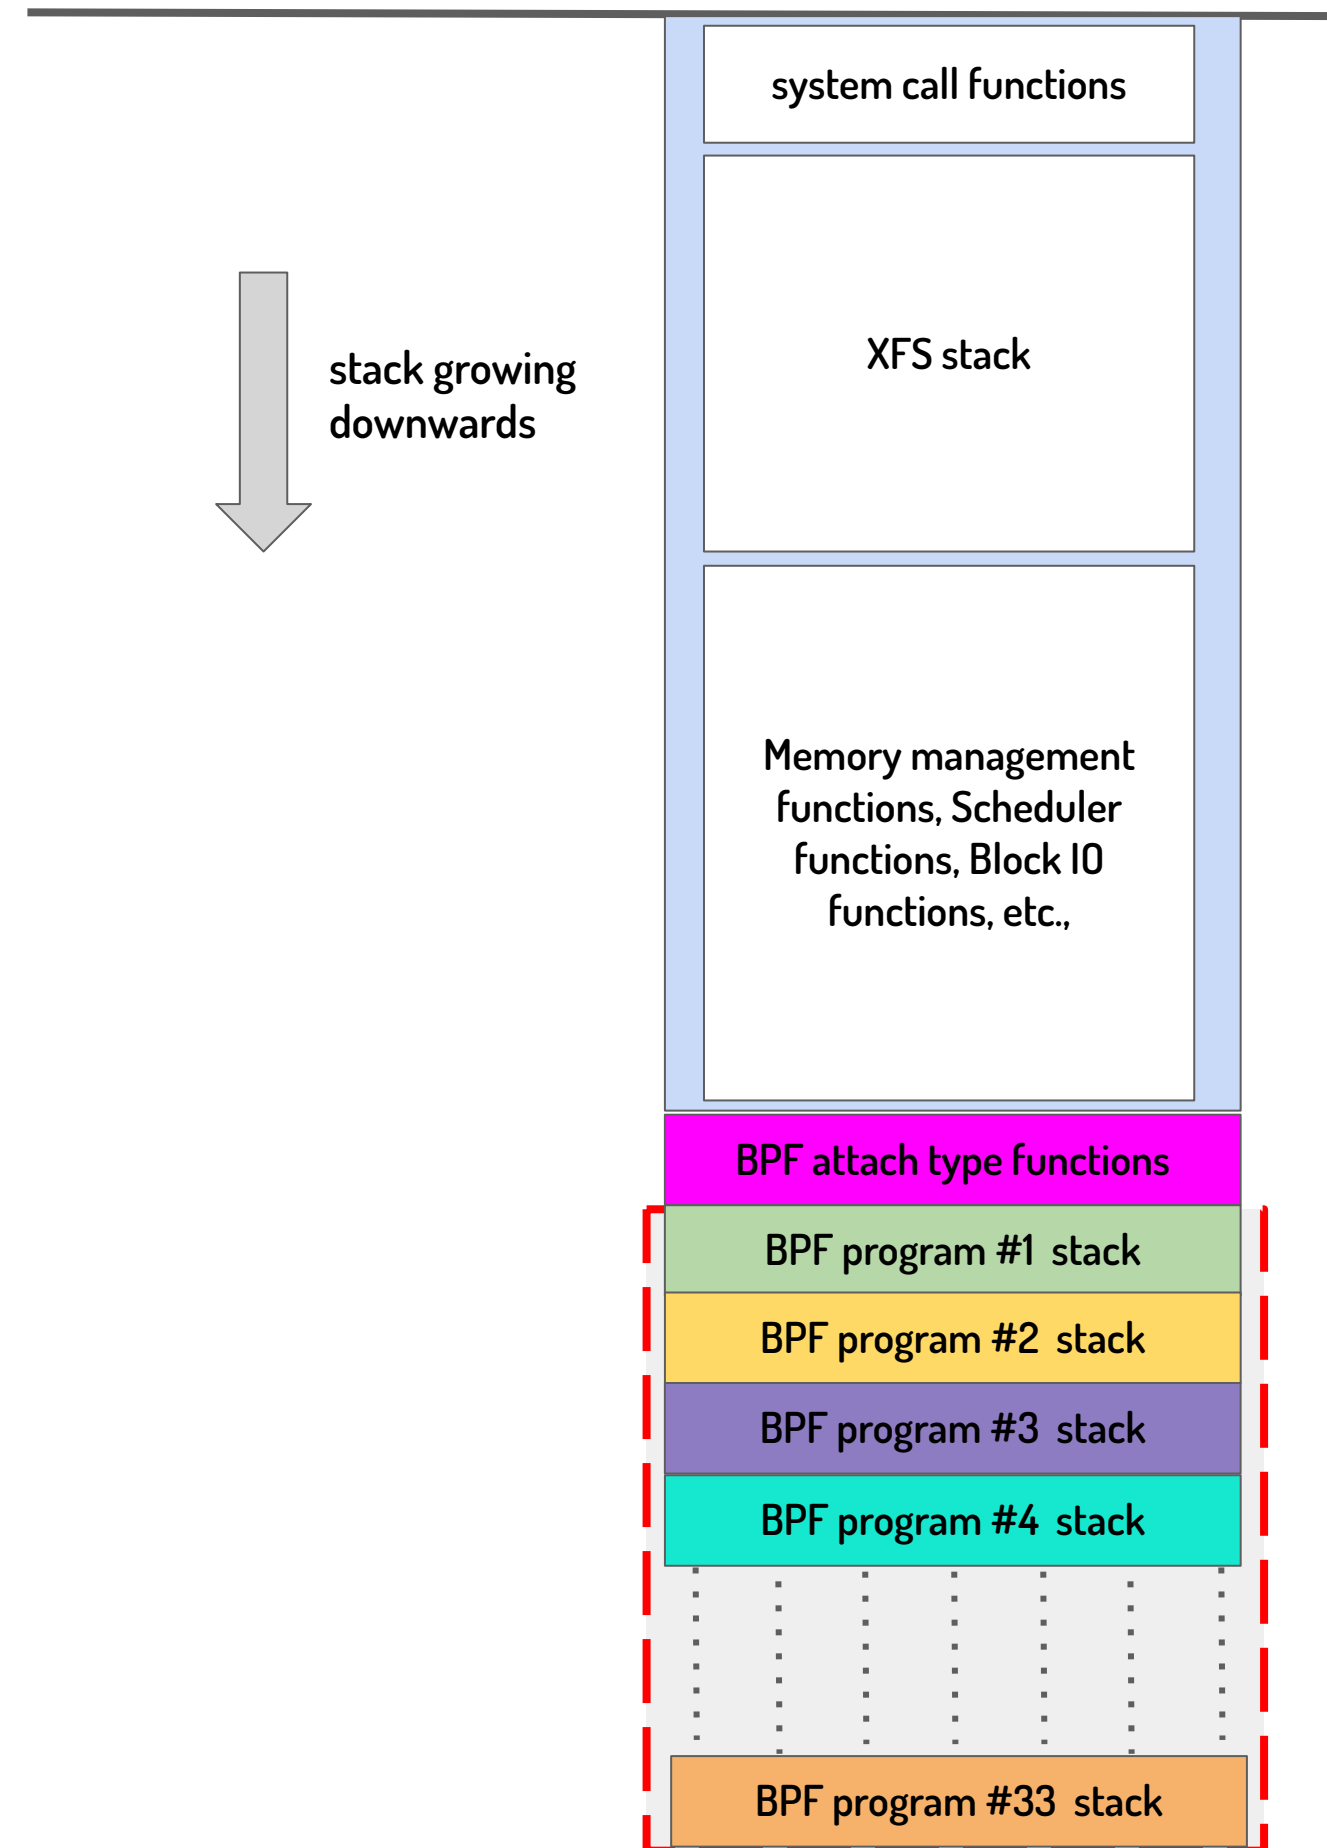 system call functions
XFS stack
stack growing
downwards
Memory management
functions, Scheduler
functions, Block IO
functions, etc.,
BPF attach type functions
BPF program #1 stack
BPF program #2 stack
BPF program #3 stack
BPF program #4 stack
BPF program #33 stack